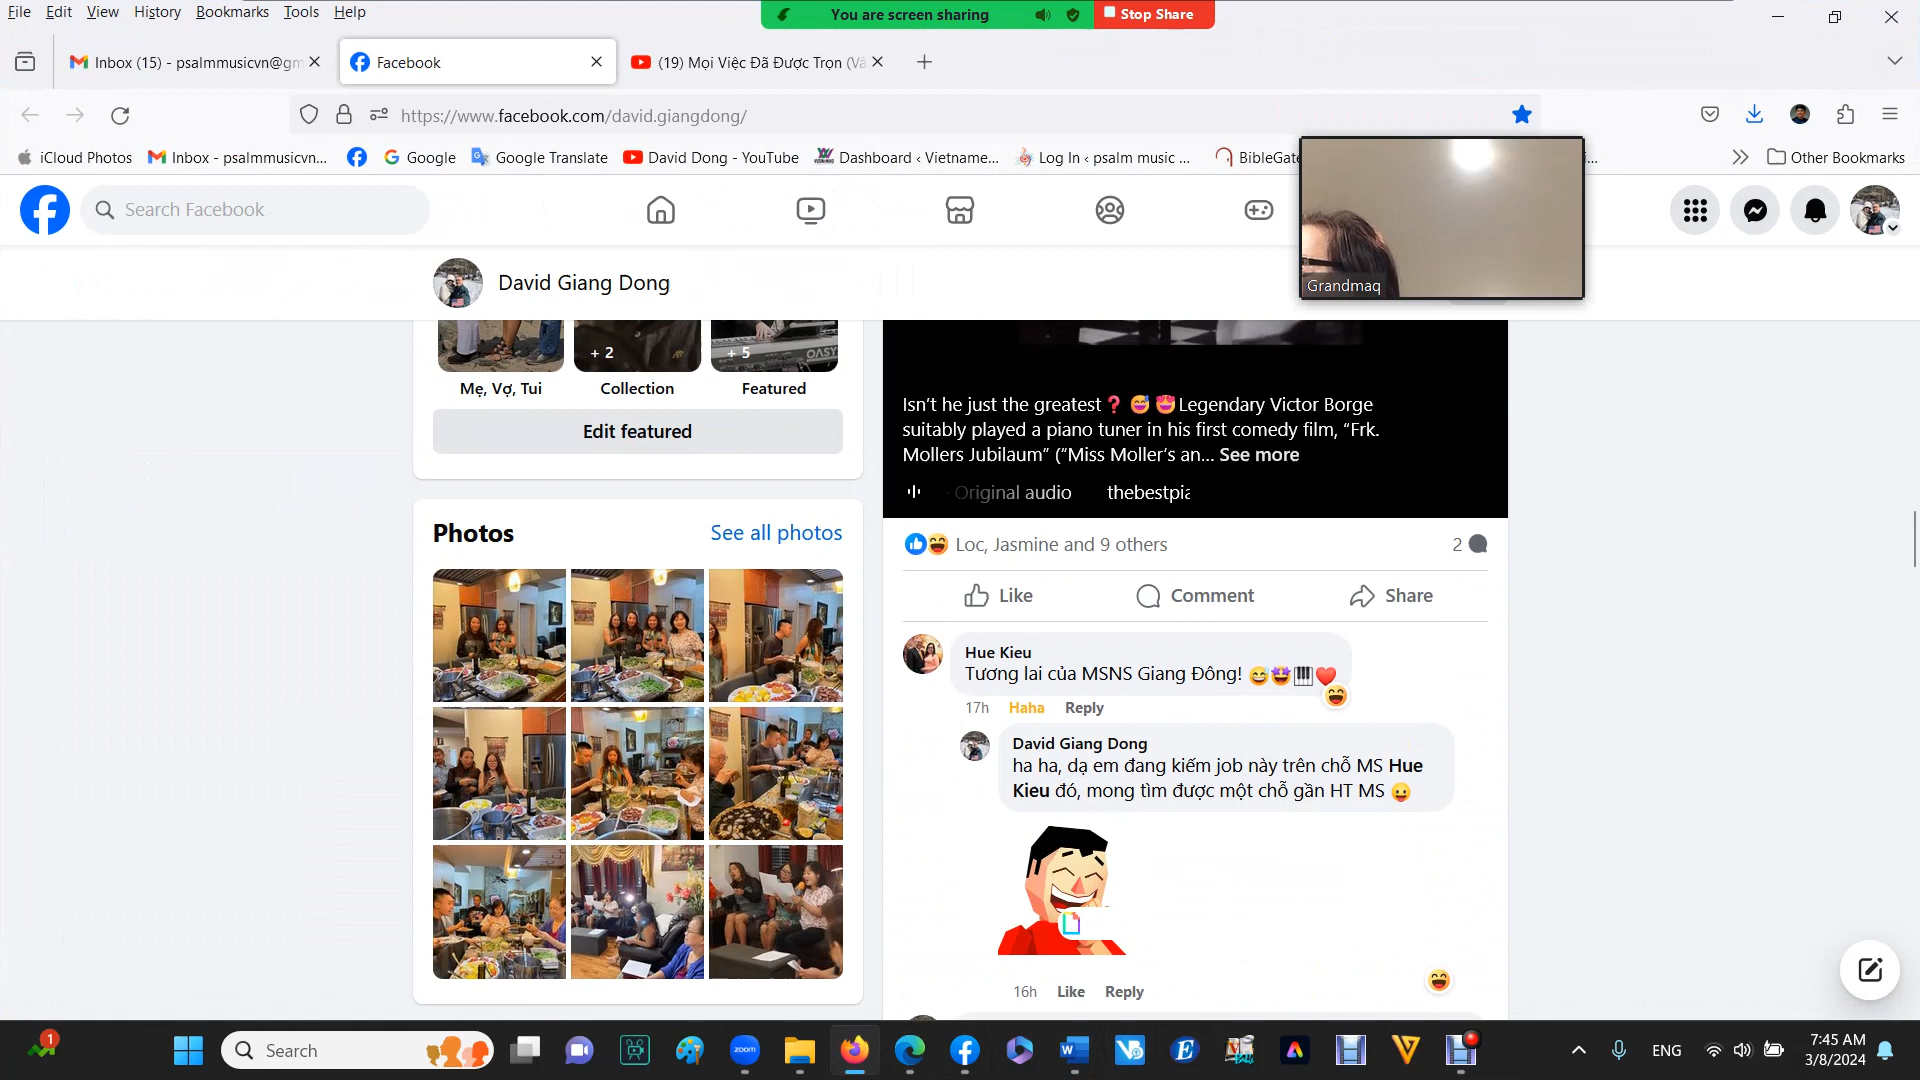 File Edit View History Bookmarks Tools Help
You are screen sharing
Stop Share
Inbox (15) - psalmmusicvn@gm
Facebook
(19) Mọi Việc Đã Được Trọn (Vă
https://www.facebook.com/david.giangdong/
iCloud Photos
Inbox - psalmmusicvn...
Google
Google Translate
David Dong - YouTube
Dashboard ‹ Vietname...
Log In ‹ psalm music ...
BibleGate
Other Bookmarks
Search Facebook
Grandmaq
David Giang Dong
+ 2
+ 5
Mẹ, Vợ, Tui
Collection
Featured
Edit featured
Photos
See all photos
Isn't he just the greatest❓ 😅 😍Legendary Victor Borge
suitably played a piano tuner in his first comedy film, "Frk.
Mollers Jubilaum" ("Miss Moller's an... See more
Original audio
thebestpia
Loc, Jasmine and 9 others
2
Like
Comment
Share
Hue Kieu
Tương lai của MSNS Giang Đông! 😅🤩🎹❤️
17h Haha Reply
David Giang Dong
ha ha, dạ em đang kiếm job này trên chỗ MS Hue
Kieu đó, mong tìm được một chỗ gần HT MS 😛
16h Like Reply
1
Search
zoom
ENG
7:45 AM
3/8/2024